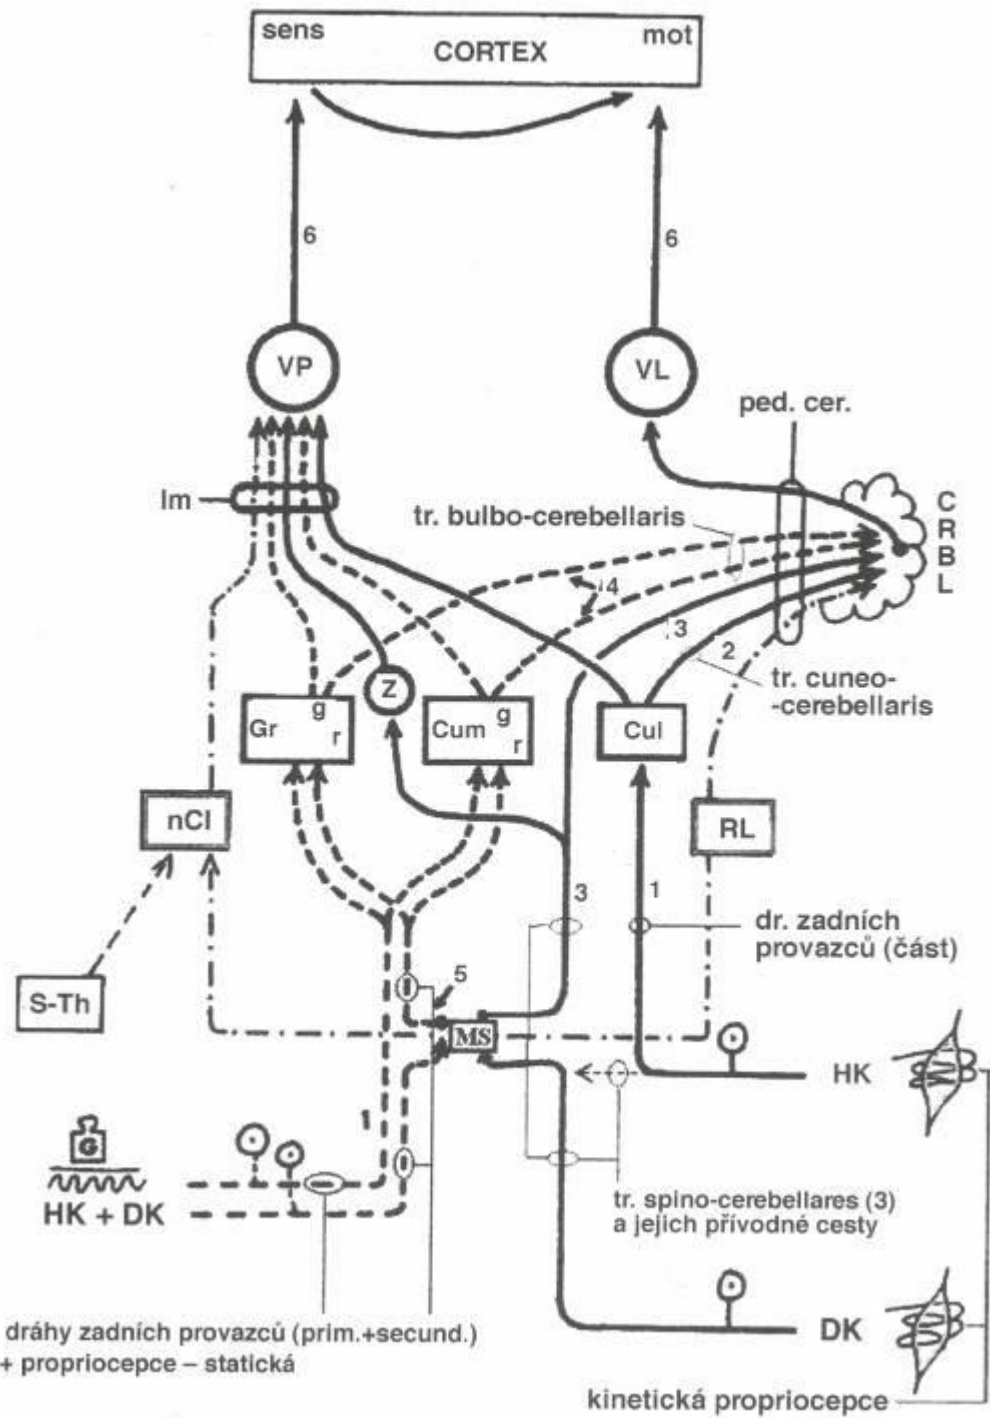 sens
mot
CORTEX
6
6
VP
VL
ped. cer.
lm
tr. bulbo-cerebellaris
C
R
B
L
4
3
2
tr. cuneo-
-cerebellaris
Z
Gr
g
r
Cum
g
r
Cul
nCl
RL
3
1
dr. zadních
provazců (část)
S-Th
5
MS
HK
1
G
HK + DK
tr. spino-cerebellares (3)
a jejich přívodné cesty
dráhy zadních provazců (prim.+secund.)
+ propriocepce – statická
DK
kinetická propriocepce